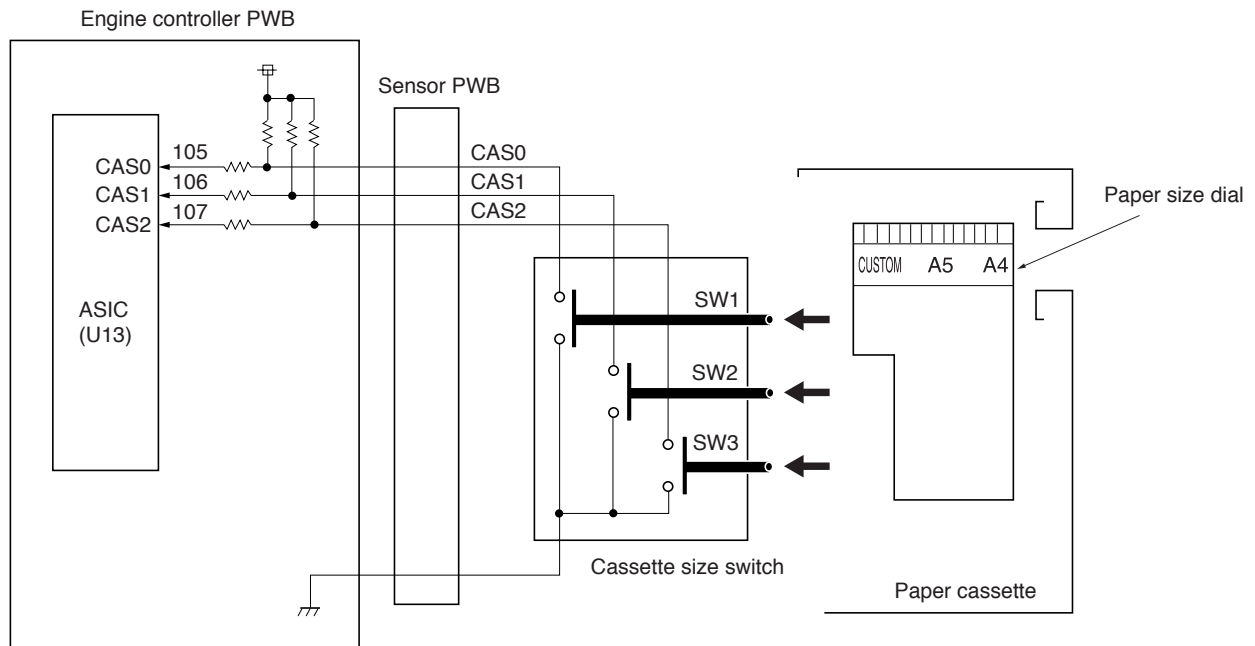 Engine controller PWB
Sensor PWB
CAS0
105
CAS0
CAS1
106
CAS1
CAS2
107
CAS2
ASIC
(U13)
SW1
SW2
SW3
Cassette size switch
Paper size dial
CUSTOM A5 A4
Paper cassette